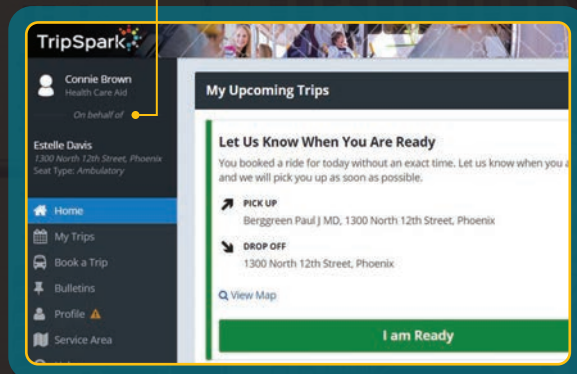 TripSpark
Connie Brown
Health Care Aid
On behalf of
Estelle Davis
1300 North 12th Street, Phoenix
Seat Type: Ambulatory
Home
My Trips
Book a Trip
Bulletins
Profile
Service Area
My Upcoming Trips
Let Us Know When You Are Ready
You booked a ride for today without an exact time. Let us know when you a
and we will pick you up as soon as possible.
PICK UP
Berggreen Paul J MD, 1300 North 12th Street, Phoenix
DROP OFF
1300 North 12th Street, Phoenix
View Map
I am Ready